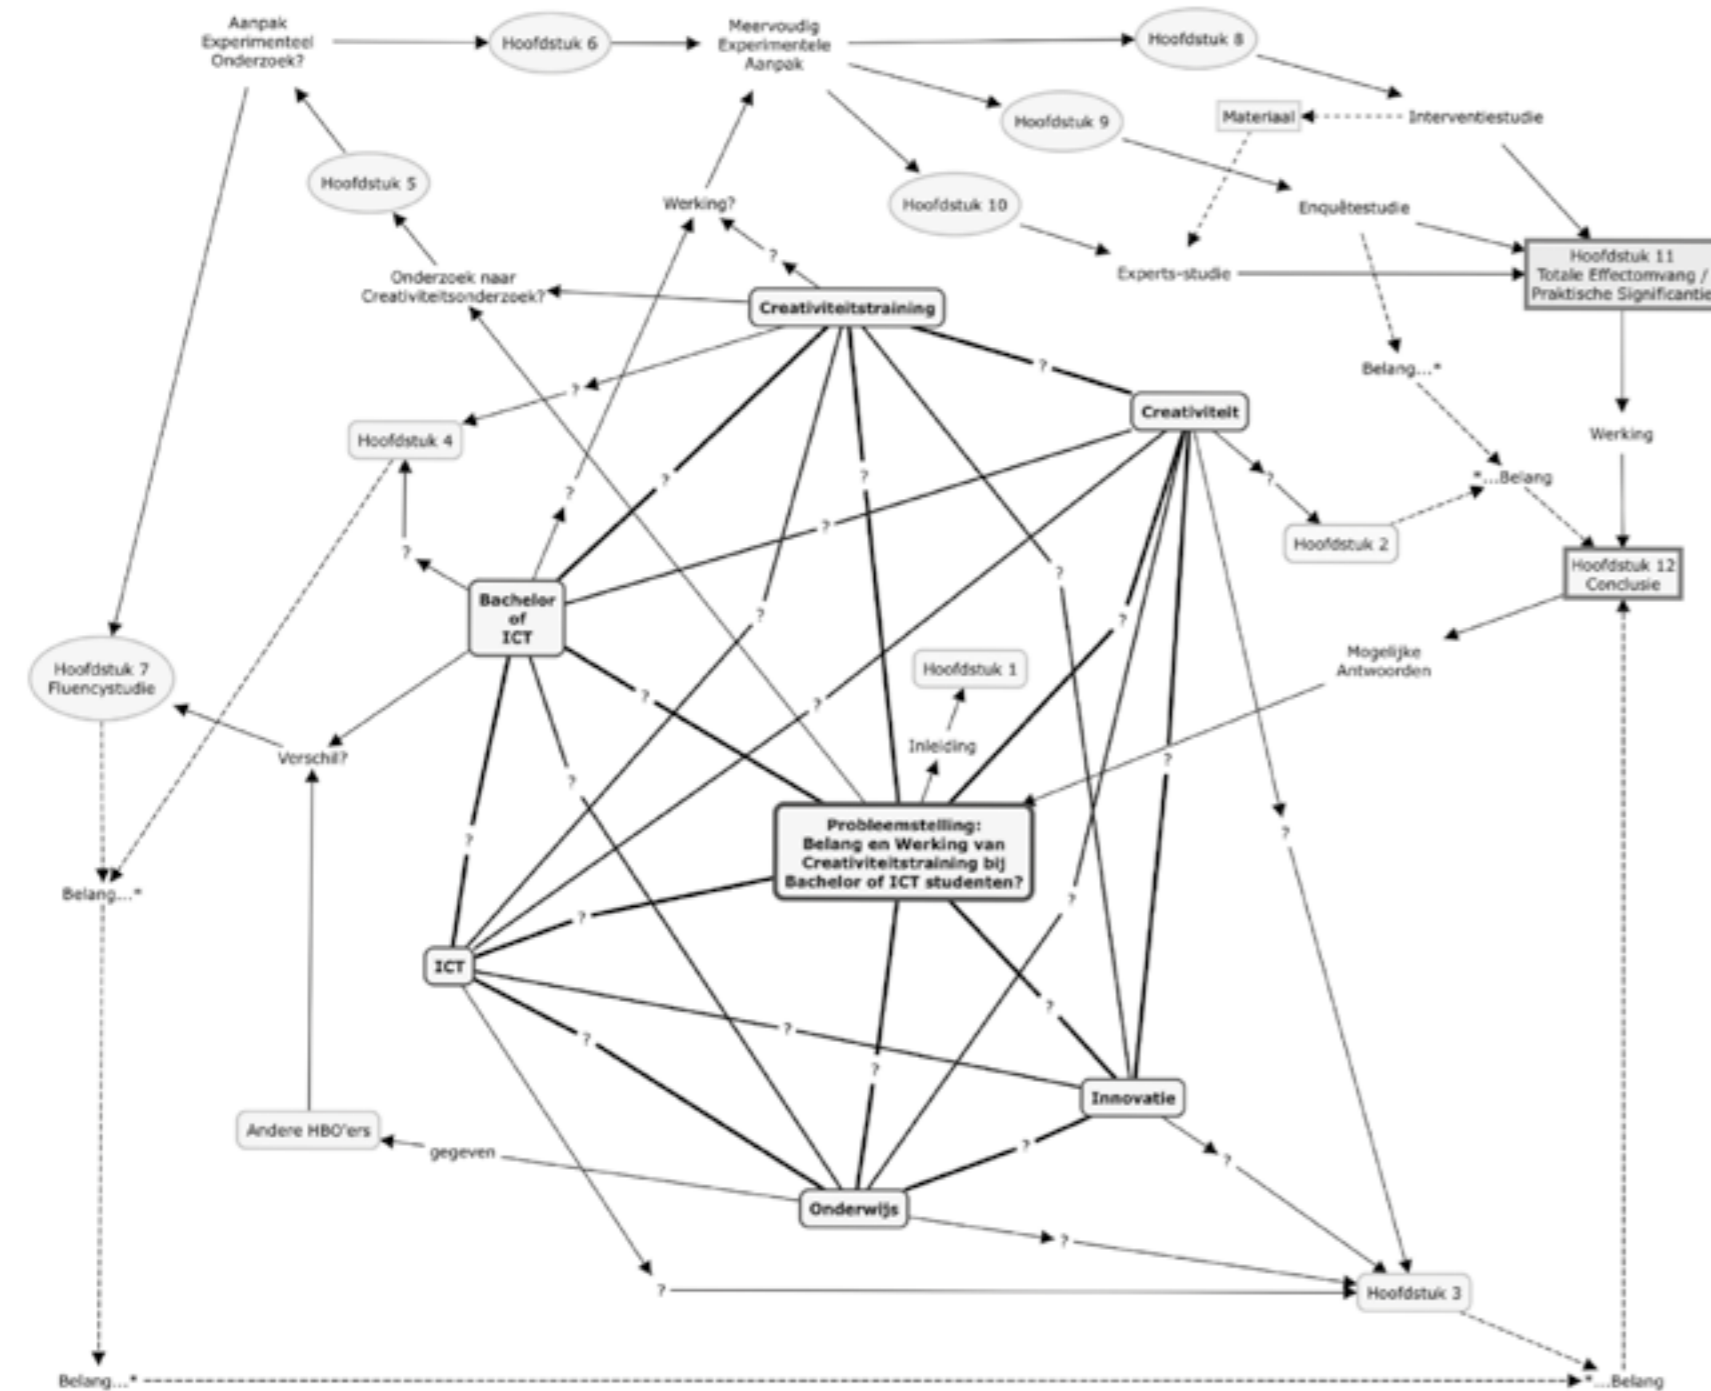 Aanpak
Experimenteel
Onderzoek?
Hoofdstuk 6
Meervoudig
Experimentele
Aanpak
Hoofdstuk 8
Hoofdstuk 9
Materiaal
Interventiestudie
Hoofdstuk 5
Werking?
Hoofdstuk 10
Enquêtestudie
?
Onderzoek naar
Creativiteitsonderzoek?
Experts-studie
Hoofdstuk 11
Totale Effectomvang /
Praktische Significantie
Creativiteitstraining
?
?
Belang...*
Creativiteit
Hoofdstuk 4
Werking
?
?
?
?
?
*...Belang
?
?
Hoofdstuk 2
?
Hoofdstuk 12
Conclusie
Bachelor
of
ICT
?
?
Hoofdstuk 7
Fluencystudie
Hoofdstuk 1
Mogelijke
Antwoorden
?
?
Inleiding
Verschil?
?
?
Probleemstelling:
Belang en Werking van
Creativiteitstraining bij
Bachelor of ICT studenten?
?
?
Belang...*
?
?
ICT
?
?
?
?
Innovatie
Andere HBO'ers
gegeven
?
?
Onderwijs
?
?
Hoofdstuk 3
Belang...*
*...Belang